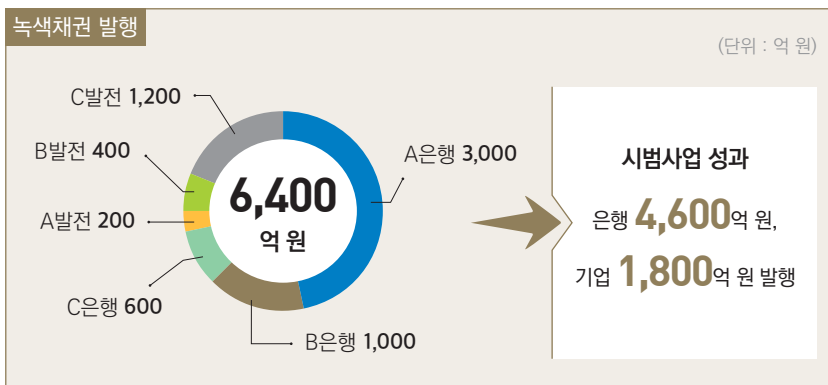 녹색채권 발행
(단위 : 억 원)
C발전 1,200
B발전 400
A발전 200
C은행 600
B은행 1,000
A은행 3,000
6,400
억 원
시범사업 성과
은행 4,600억 원,
기업 1,800억 원 발행